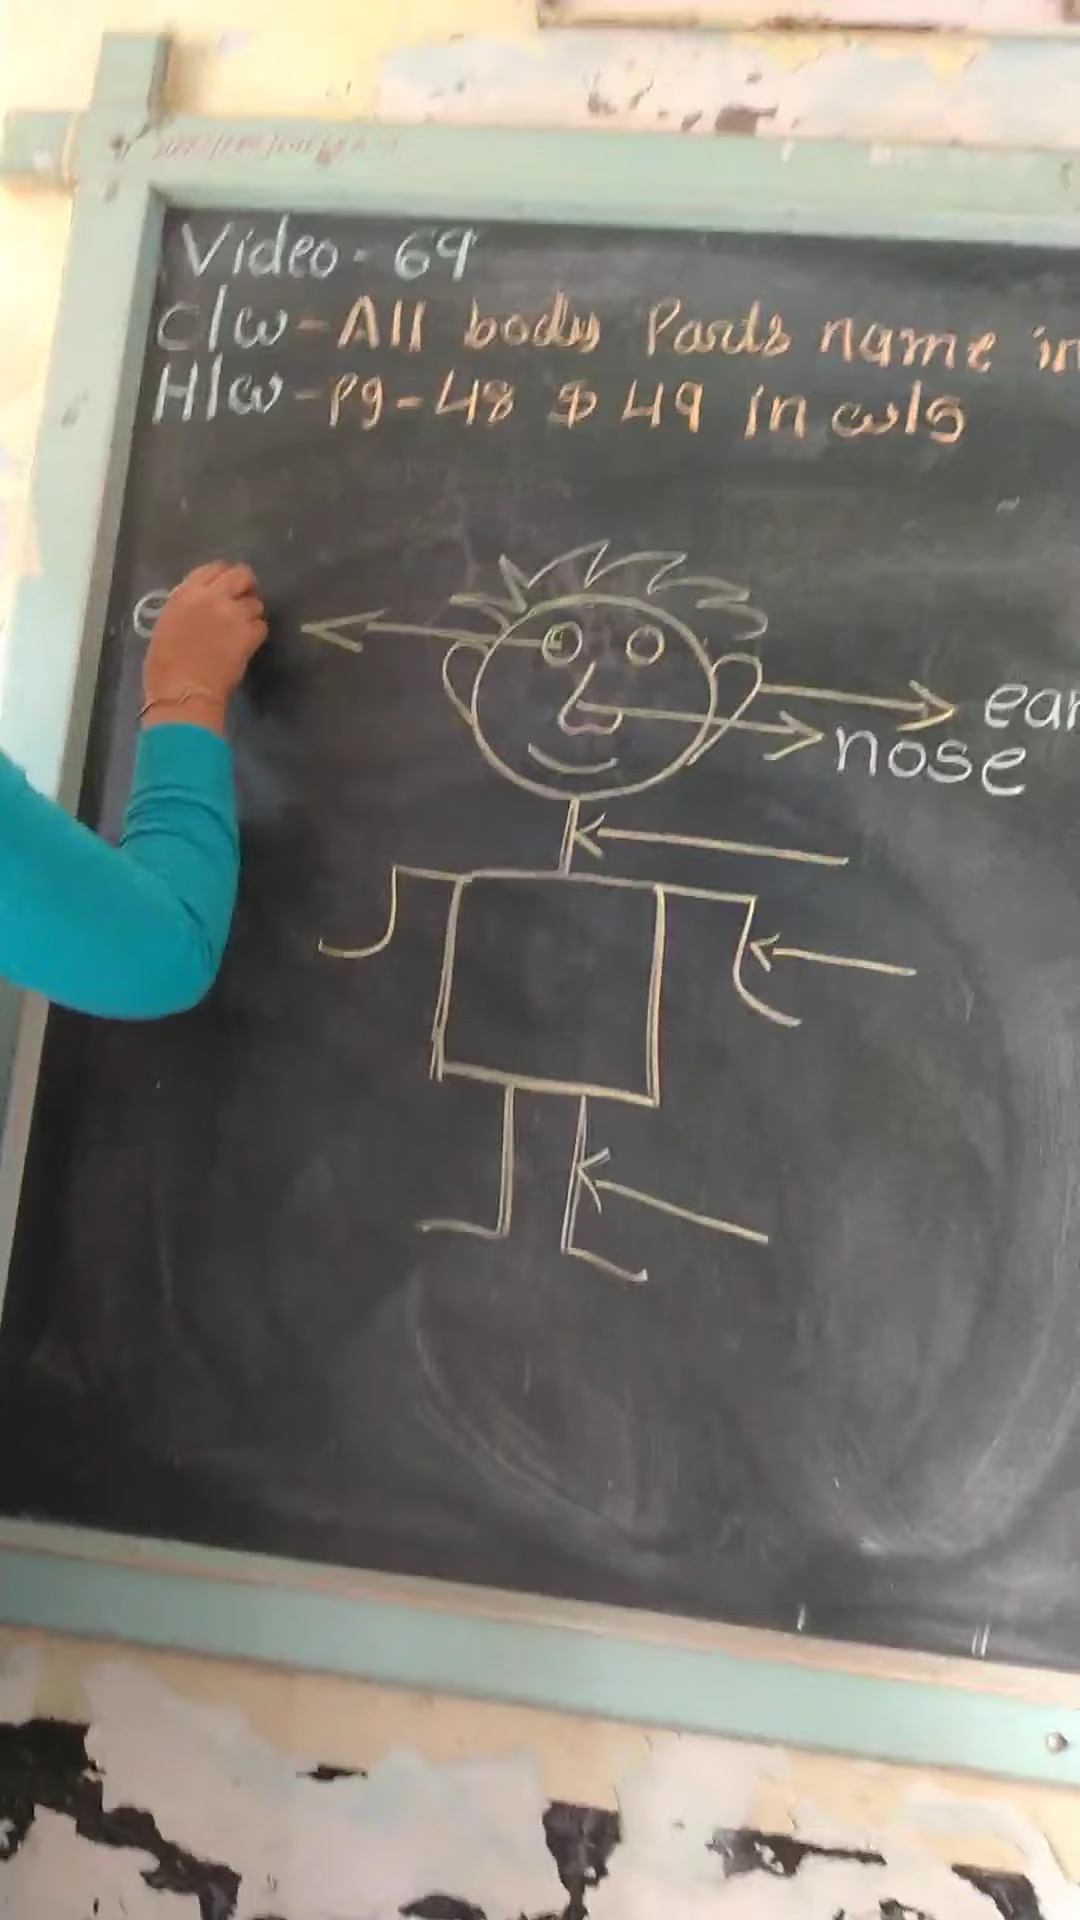 Video - 69
C/w - All body Parts name in
H/w - pg - 48 $ 49 in w/s
e
ear
nose